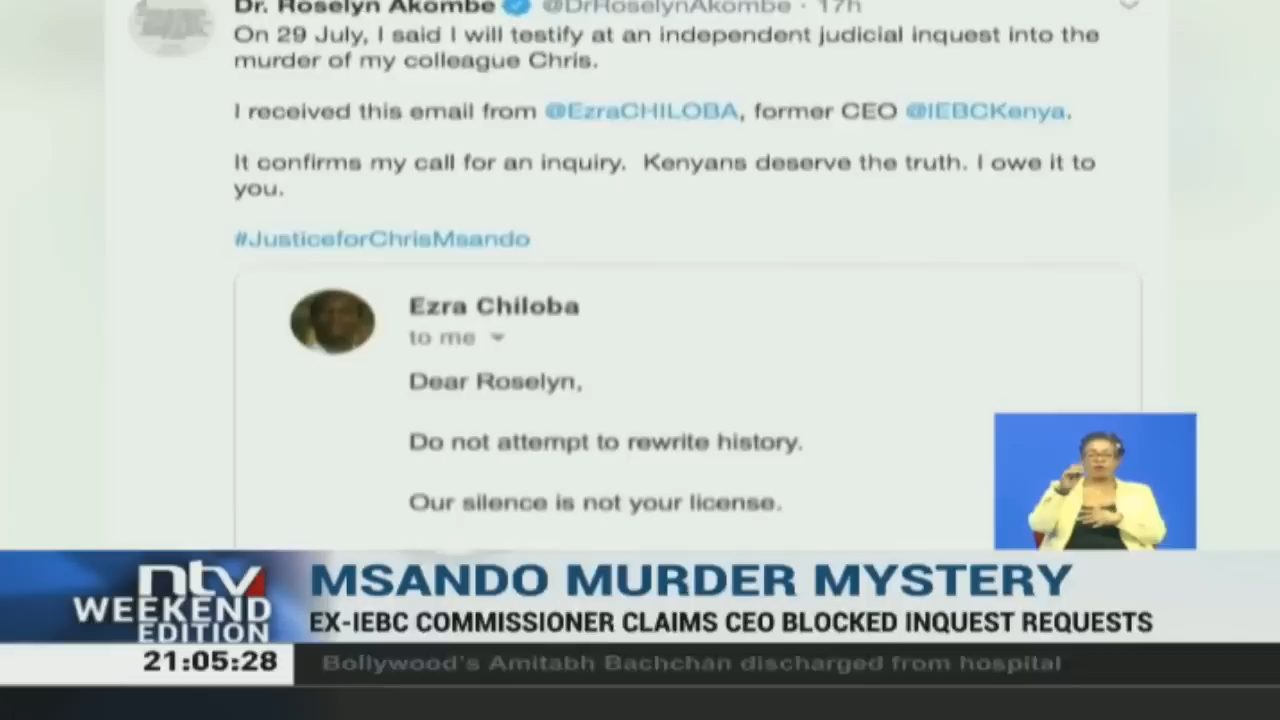 Dr. Roselyn Akombe @DrRoselynAkombe · 17h
On 29 July, I said I will testify at an independent judicial inquest into the
murder of my colleague Chris.
I received this email from @EzraCHILOBA, former CEO @IEBCKenya.
It confirms my call for an inquiry. Kenyans deserve the truth. I owe it to
you.
#JusticeforChrisMsando
Ezra Chiloba
to me
Dear Roselyn,
Do not attempt to rewrite history.
Our silence is not your license.
ntv
WEEKEND
EDITION
MSANDO MURDER MYSTERY
EX-IEBC COMMISSIONER CLAIMS CEO BLOCKED INQUEST REQUESTS
21:05:28
Bollywood's Amitabh Bachchan discharged from hospital